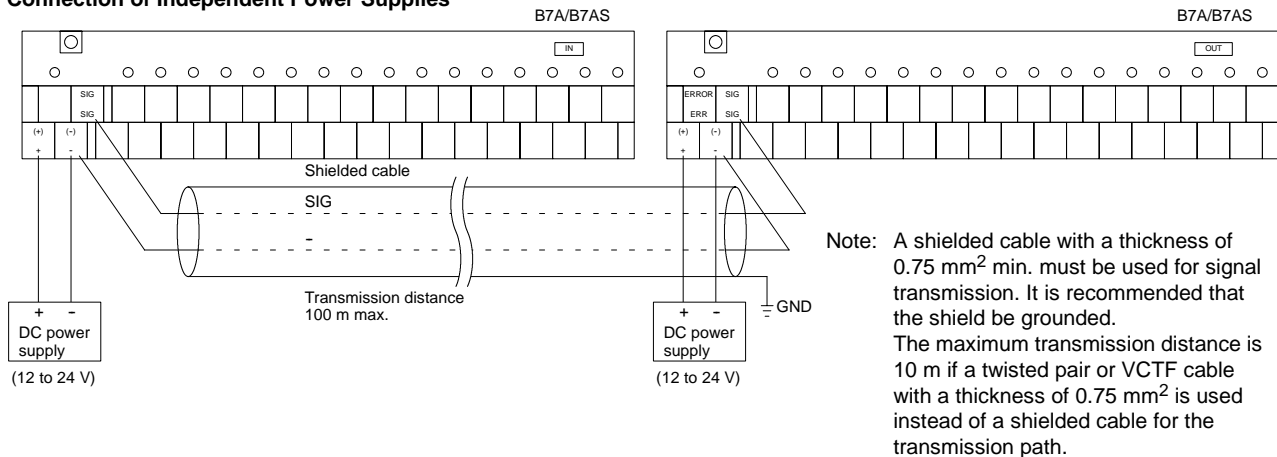 Connection of Independent Power Supplies
B7A/B7AS
IN
SIG
SIG
(+) (-)
+ -
B7A/B7AS
OUT
ERROR SIG
ERR SIG
(+) (-)
+ -
Shielded cable
SIG
-
Transmission distance
100 m max.
GND
+ -
DC power
supply
(12 to 24 V)
+ -
DC power
supply
(12 to 24 V)
Note: A shielded cable with a thickness of
0.75 mm2 min. must be used for signal
transmission. It is recommended that
the shield be grounded.
The maximum transmission distance is
10 m if a twisted pair or VCTF cable
with a thickness of 0.75 mm2 is used
instead of a shielded cable for the
transmission path.